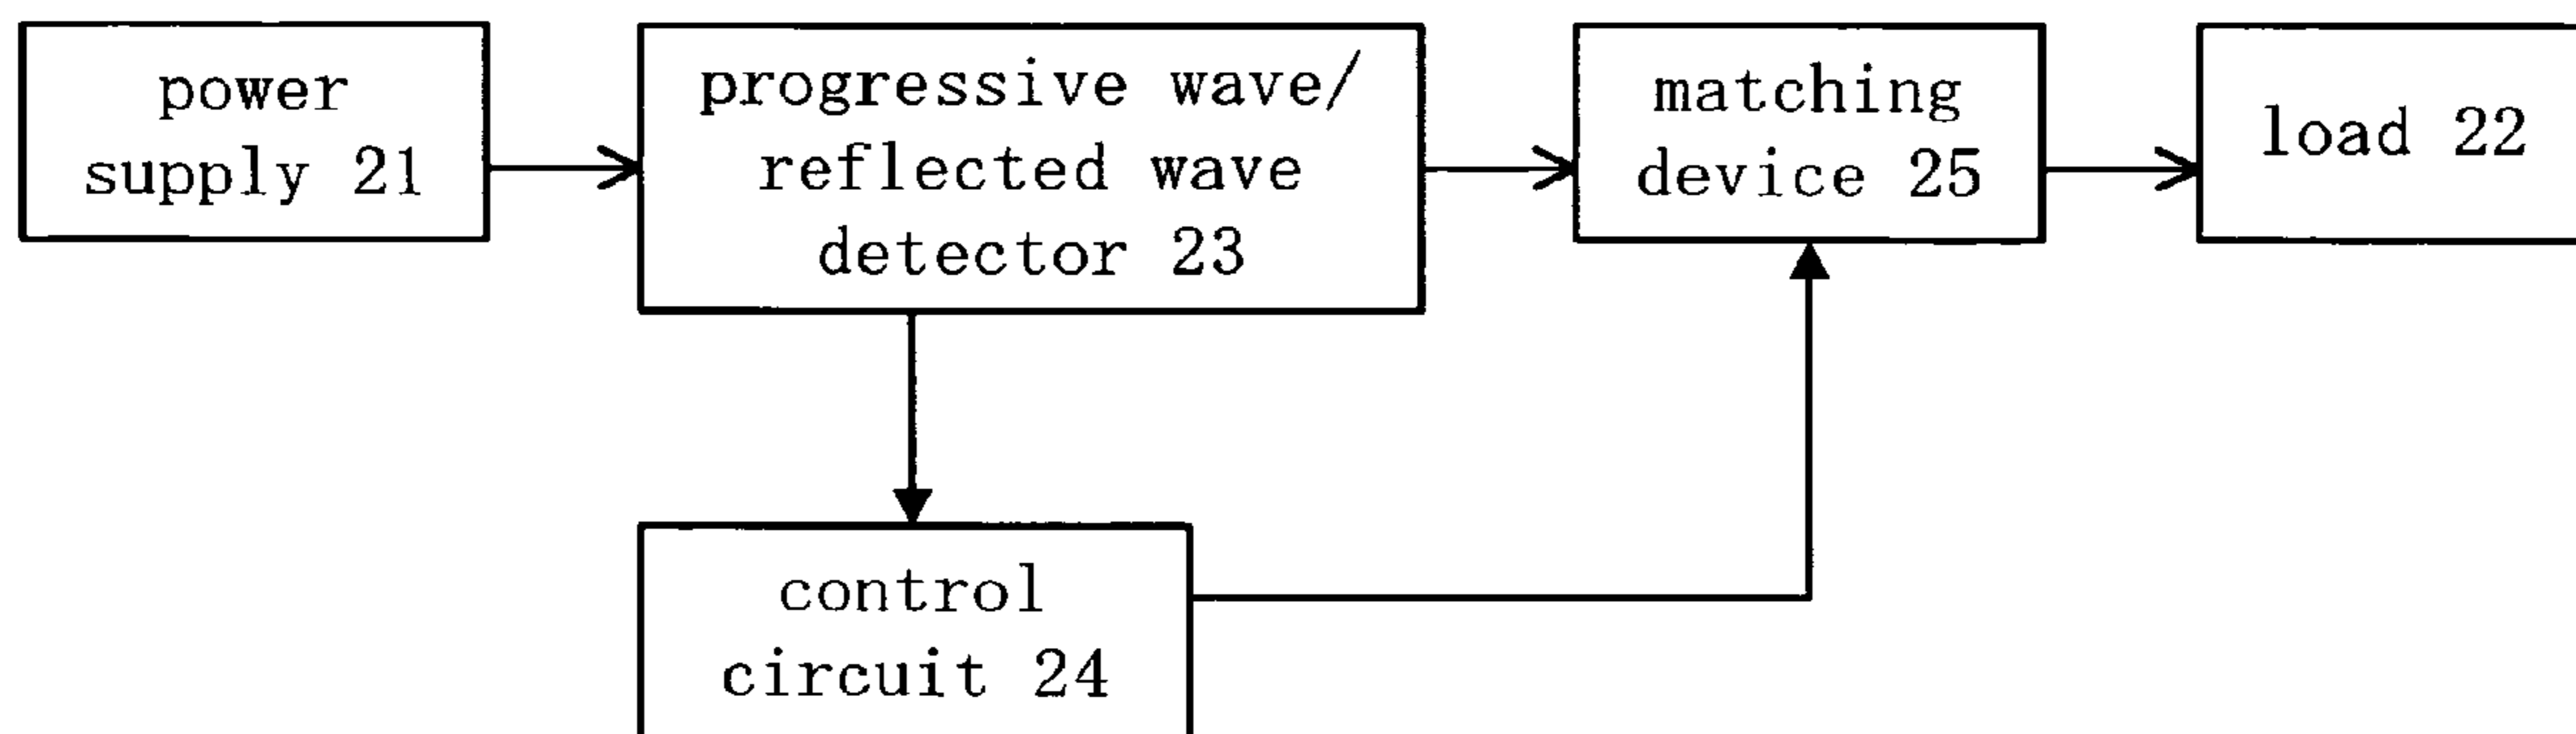 power
supply 21
progressive wave/
reflected wave
detector 23
matching
device 25
load 22
control
circuit 24